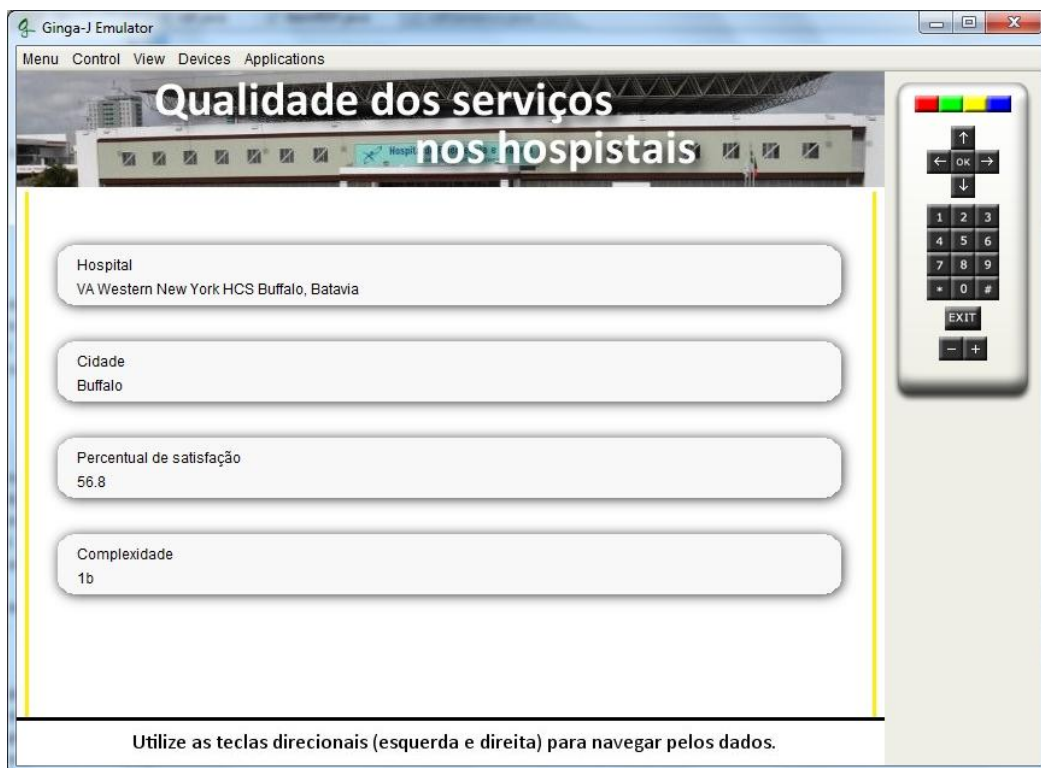 Ginga-J Emulator
Menu Control View Devices Applications
Qualidade dos serviços
nos hospistais
Hospital
VA Western New York HCS Buffalo, Batavia
Cidade
Buffalo
Percentual de satisfação
56.8
Complexidade
1b
Utilize as teclas direcionais (esquerda e direita) para navegar pelos dados.
OK
1 2 3
4 5 6
7 8 9
* 0 #
EXIT
- +